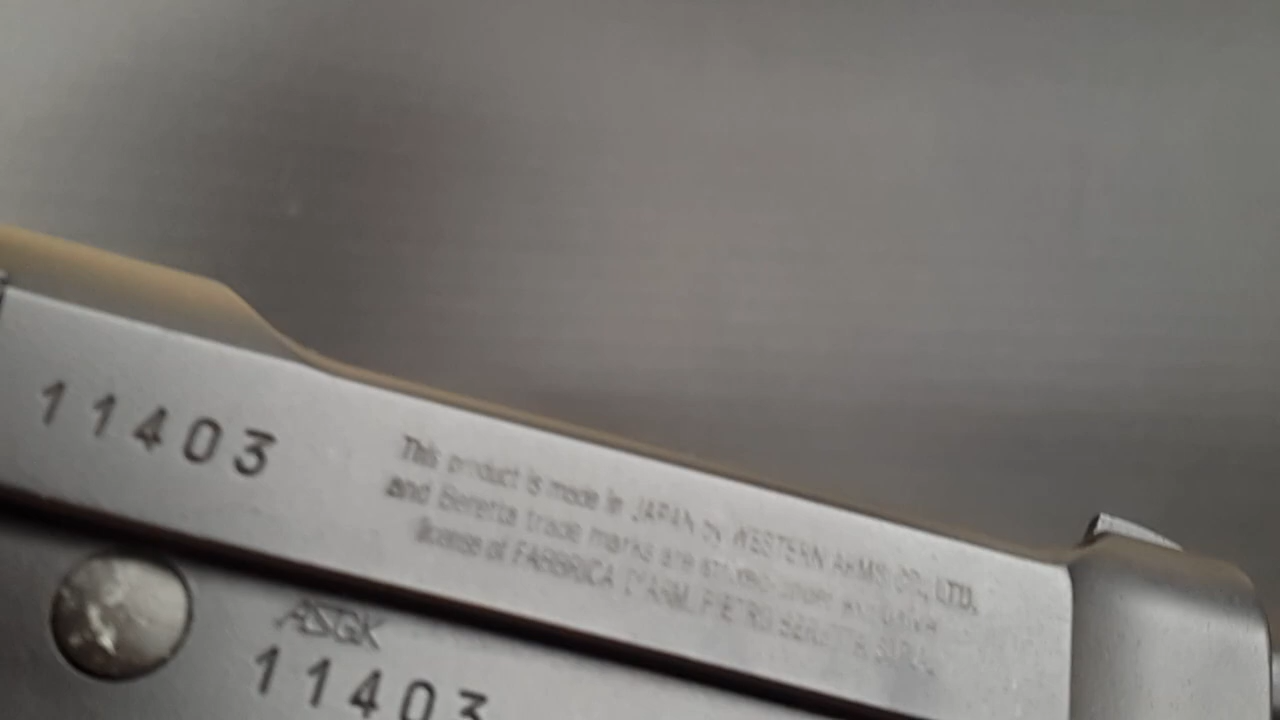 11403
This product is made in JAPAN by WESTERN ARMS CO., LTD.
and Beretta trade marks are
license of FABBRICA D'ARMI PIETRO BERETTA
ASGK
11403